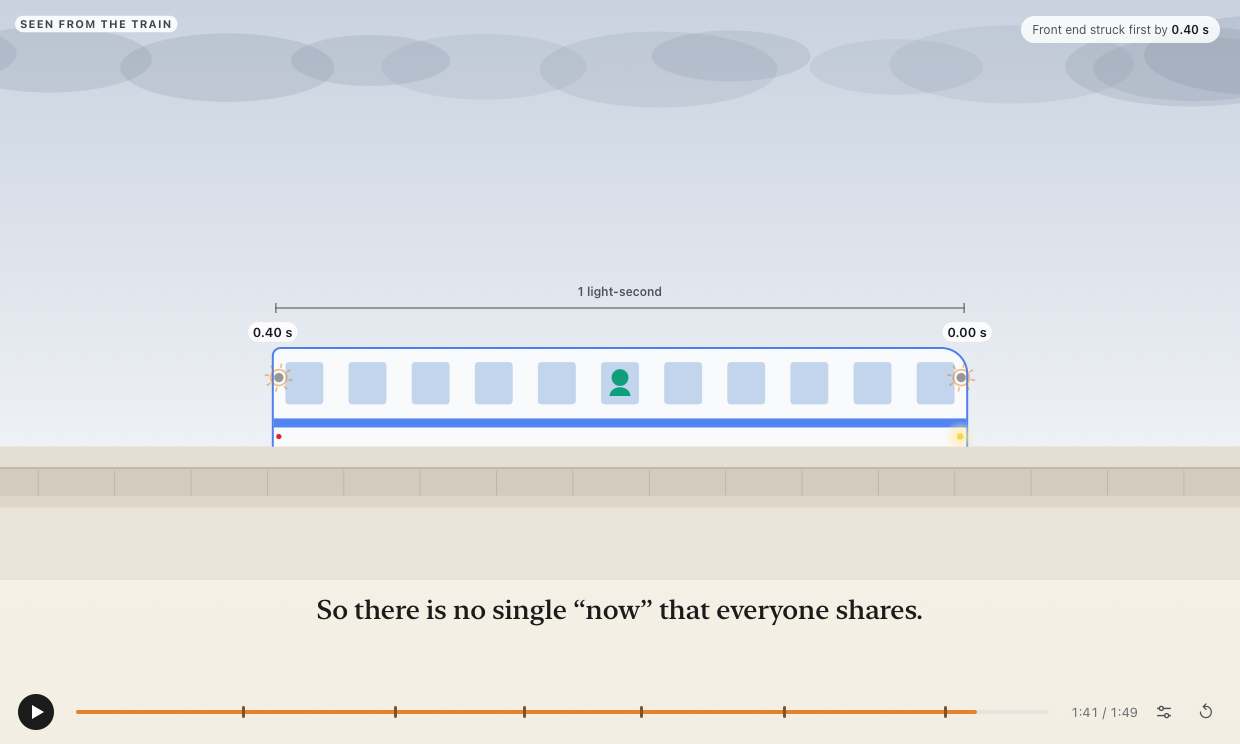 SEEN FROM THE TRAIN
Front end struck first by 0.40 s
1 light-second
0.40 s
0.00 s
So there is no single “now” that everyone shares.
1:41 / 1:49